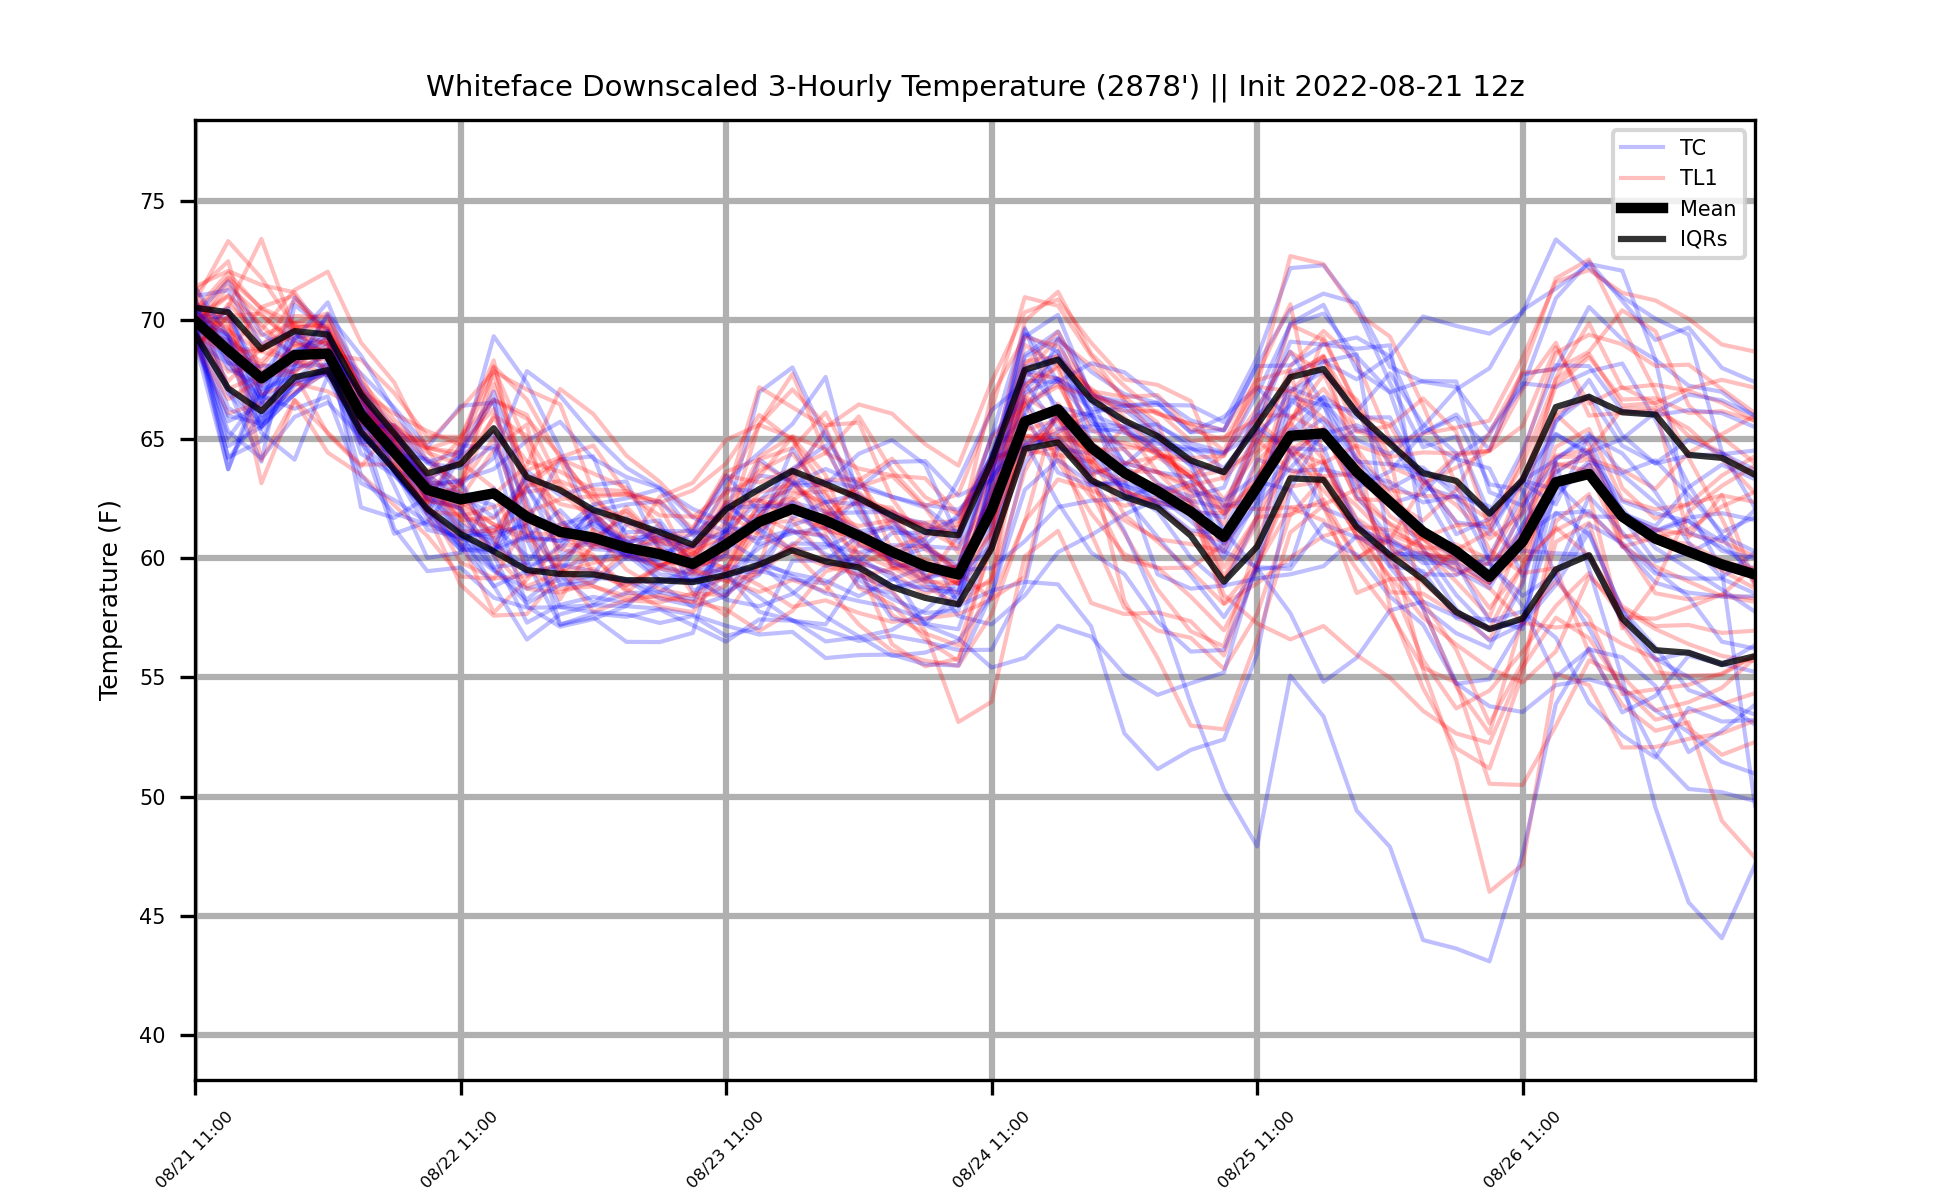 Whiteface Downscaled 3-Hourly Temperature (2878') || Init 2022-08-21 12z
TC
TL1
Mean
IQRs
Temperature (F)
75
70
65
60
55
50
45
40
08/21 11:00
08/22 11:00
08/23 11:00
08/24 11:00
08/25 11:00
08/26 11:00